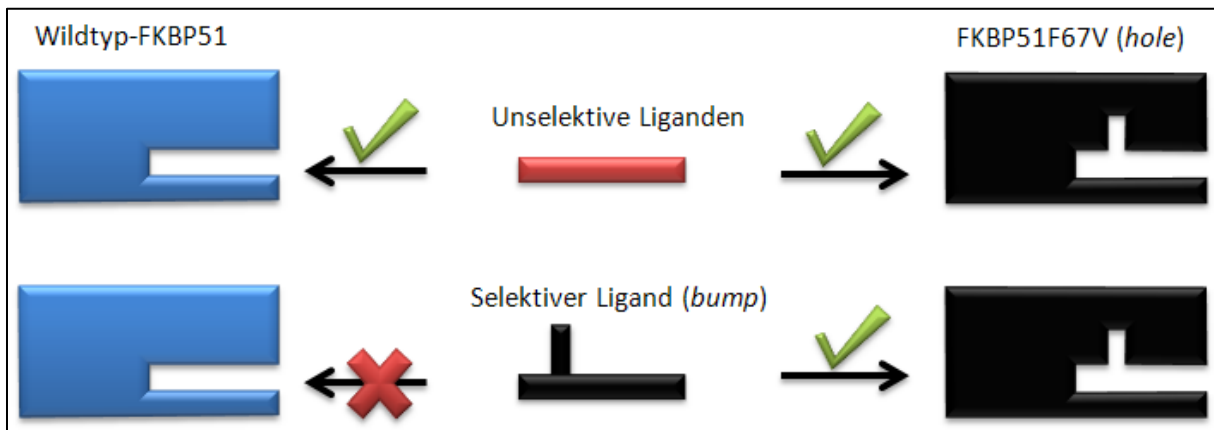 Wildtyp-FKBP51
FKBP51F67V (hole)
Unselektive Liganden
Selektiver Ligand (bump)